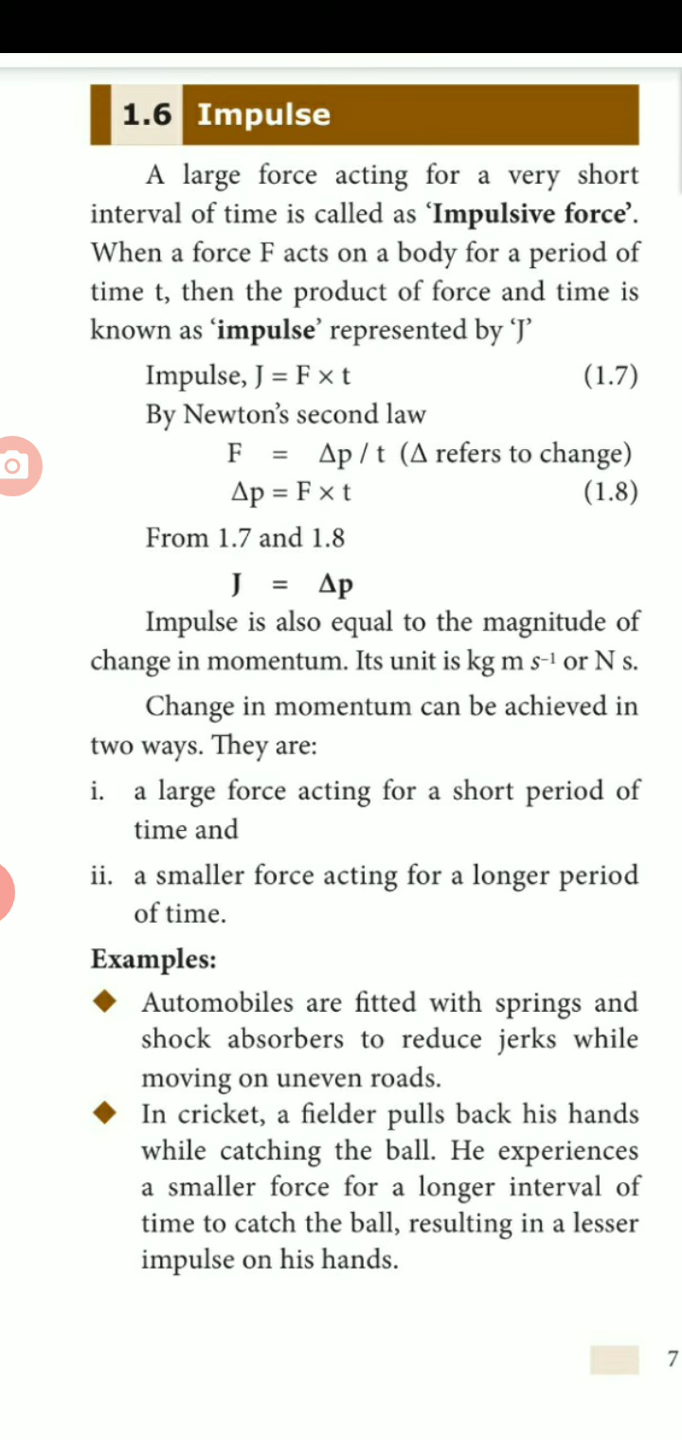 1.6 Impulse
A large force acting for a very short
interval of time is called as ‘Impulsive force’.
When a force F acts on a body for a period of
time t, then the product of force and time is
known as ‘impulse’ represented by ‘J’
Impulse, J = F × t (1.7)
By Newton’s second law
F = Δp / t (Δ refers to change)
Δp = F × t (1.8)
From 1.7 and 1.8
J = Δp
Impulse is also equal to the magnitude of
change in momentum. Its unit is kg m s⁻¹ or N s.
Change in momentum can be achieved in
two ways. They are:
i. a large force acting for a short period of
time and
ii. a smaller force acting for a longer period
of time.
Examples:
◆ Automobiles are fitted with springs and
shock absorbers to reduce jerks while
moving on uneven roads.
◆ In cricket, a fielder pulls back his hands
while catching the ball. He experiences
a smaller force for a longer interval of
time to catch the ball, resulting in a lesser
impulse on his hands.
7